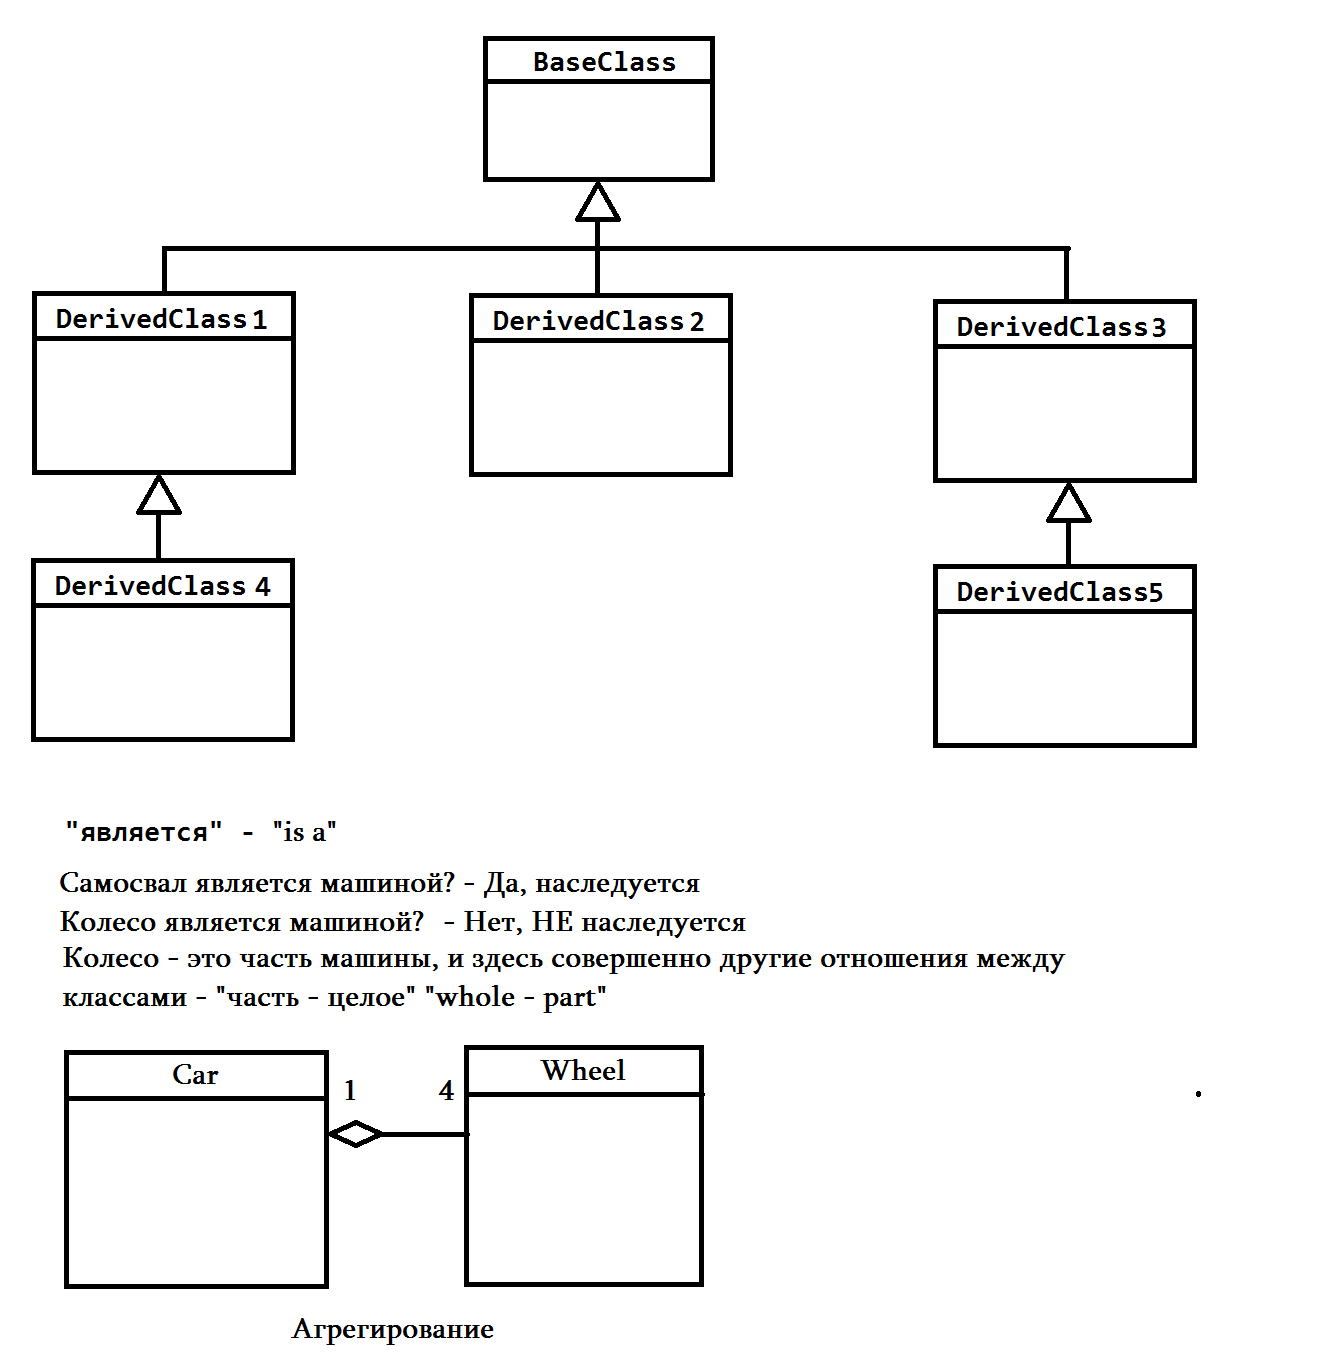 BaseClass
DerivedClass 1
DerivedClass 2
DerivedClass 3
DerivedClass 4
DerivedClass5
"является" - "is a"
Самосвал является машиной? - Да, наследуется
Колесо является машиной? - Нет, НЕ наследуется
Колесо - это часть машины, и здесь совершенно другие отношения между
классами - "часть - целое" "whole - part"
Car
1
4
Wheel
Агрегирование